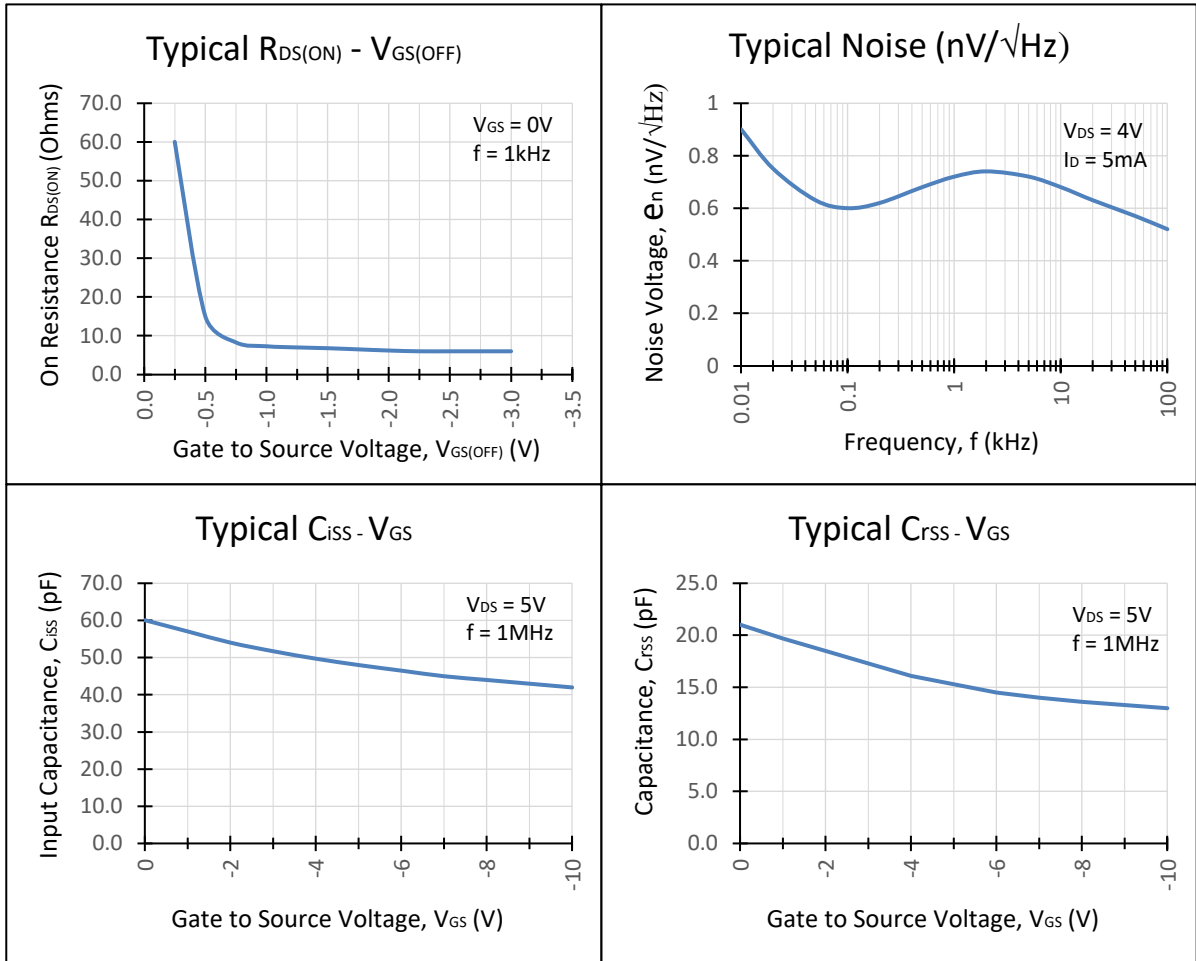 Typical RDS(ON) - VGS(OFF)
On Resistance RDS(ON) (Ohms)
70.0
60.0
50.0
40.0
30.0
20.0
10.0
0.0
VGS = 0V
f = 1kHz
0.0 -0.5 -1.0 -1.5 -2.0 -2.5 -3.0 -3.5
Gate to Source Voltage, VGS(OFF) (V)
Typical Noise (nV/√Hz)
Noise Voltage, en (nV/√Hz)
1
0.8
0.6
0.4
0.2
0
VDS = 4V
ID = 5mA
0.01 0.1 1 10 100
Frequency, f (kHz)
Typical CiSS - VGS
Input Capacitance, Ciss (pF)
70.0
60.0
50.0
40.0
30.0
20.0
10.0
0.0
VDS = 5V
f = 1MHz
0 -2 -4 -6 -8 -10
Gate to Source Voltage, VGS (V)
Typical CrSS - VGS
Capacitance, Crss (pF)
25.0
20.0
15.0
10.0
5.0
0.0
VDS = 5V
f = 1MHz
0 -2 -4 -6 -8 -10
Gate to Source Voltage, VGS (V)